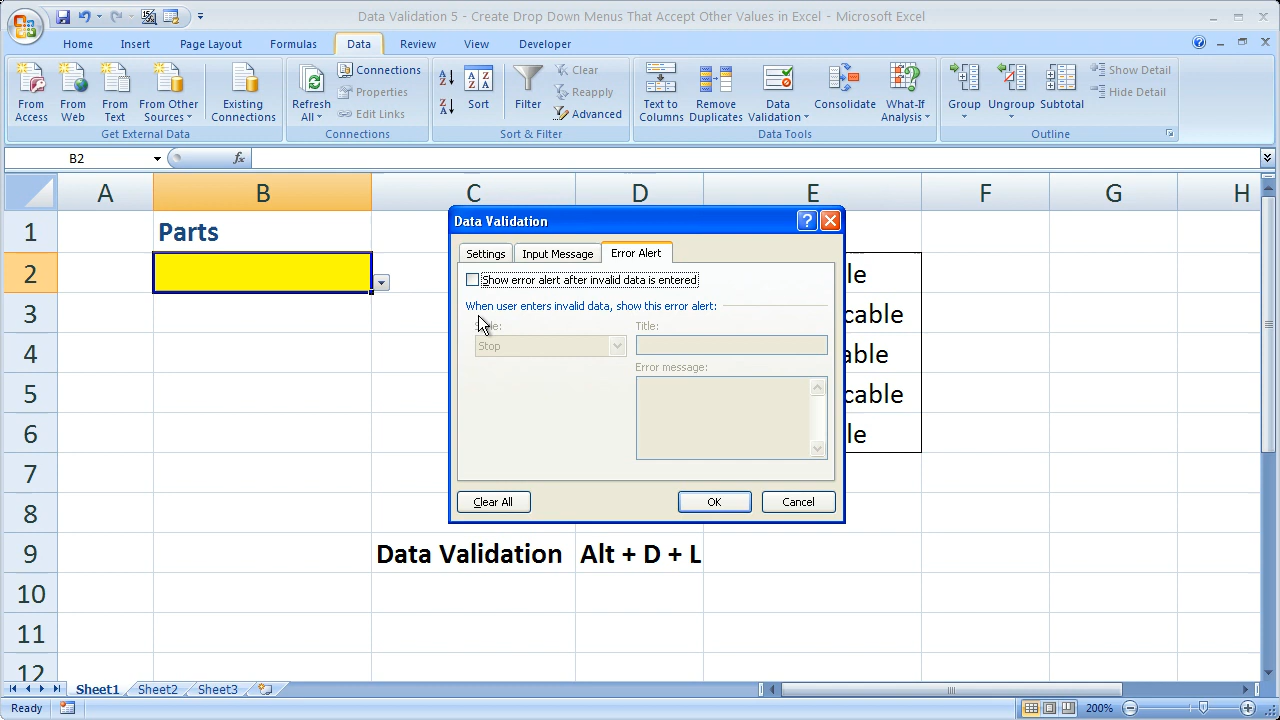 Data Validation 5 - Create Drop Down Menus That Accept Other Values in Excel - Microsoft Excel
Home Insert Page Layout Formulas Data Review View Developer
From Access
From Web
From Text
From Other Sources
Existing Connections
Get External Data
Refresh All
Connections
Properties
Edit Links
Connections
Sort
Filter
Clear
Reapply
Advanced
Sort & Filter
Text to Columns
Remove Duplicates
Data Validation
Consolidate
What-If Analysis
Data Tools
Group
Ungroup
Subtotal
Show Detail
Hide Detail
Outline
B2 fx
A B C D E F G H
1 Parts
2 le
3 cable
4 able
5 cable
6 le
7
8
9 Data Validation Alt + D + L
10
11
12
Data Validation
Settings Input Message Error Alert
Show error alert after invalid data is entered
When user enters invalid data, show this error alert:
Title:
Stop
Error message:
Clear All OK Cancel
Sheet1 Sheet2 Sheet3
Ready 200%